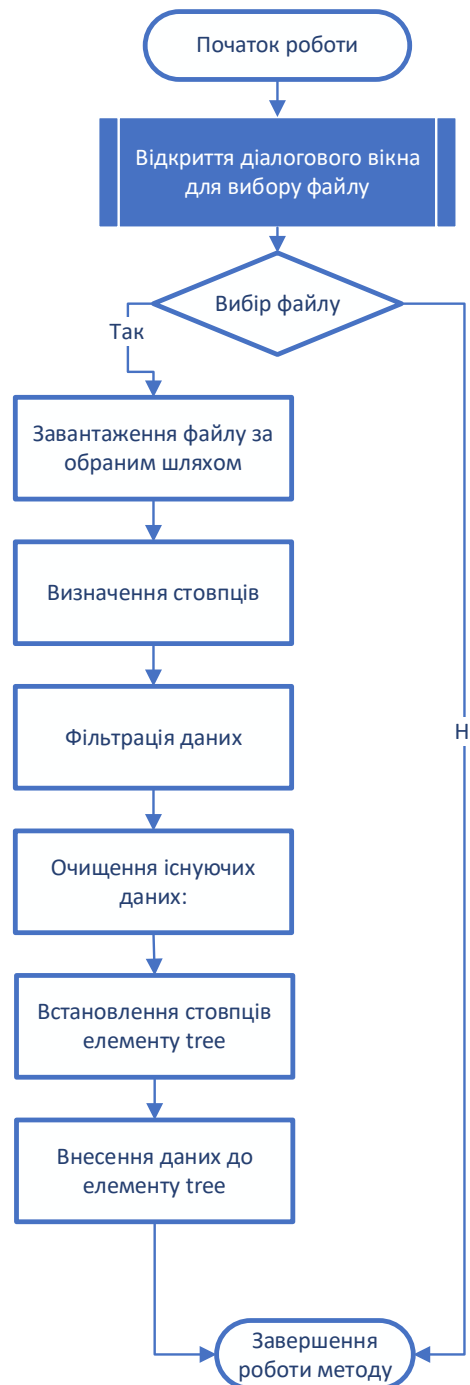 Початок роботи
Відкриття діалогового вікна
для вибору файлу
Вибір файлу
Так
Завантаження файлу за
обраним шляхом
Визначення стовпців
Фільтрація даних
Н
Очищення існуючих
даних:
Встановлення стовпців
елементу tree
Внесення даних до
елементу tree
Завершення
роботи методу